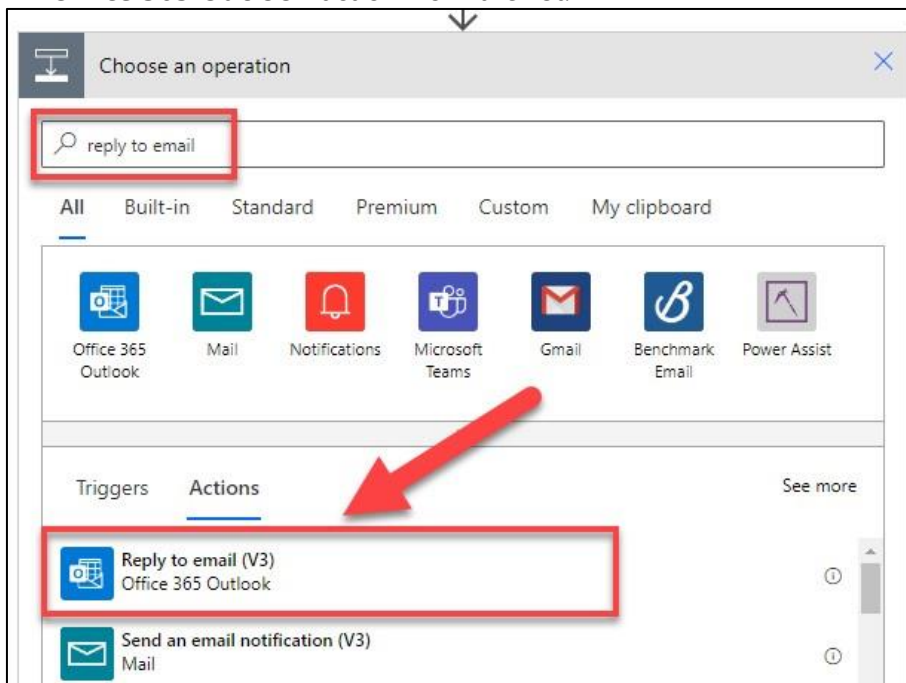 Choose an operation
reply to email
All Built-in Standard Premium Custom My clipboard
Office 365 Outlook
Mail
Notifications
Microsoft Teams
Gmail
Benchmark Email
Power Assist
Triggers Actions See more
Reply to email (V3)
Office 365 Outlook
Send an email notification (V3)
Mail